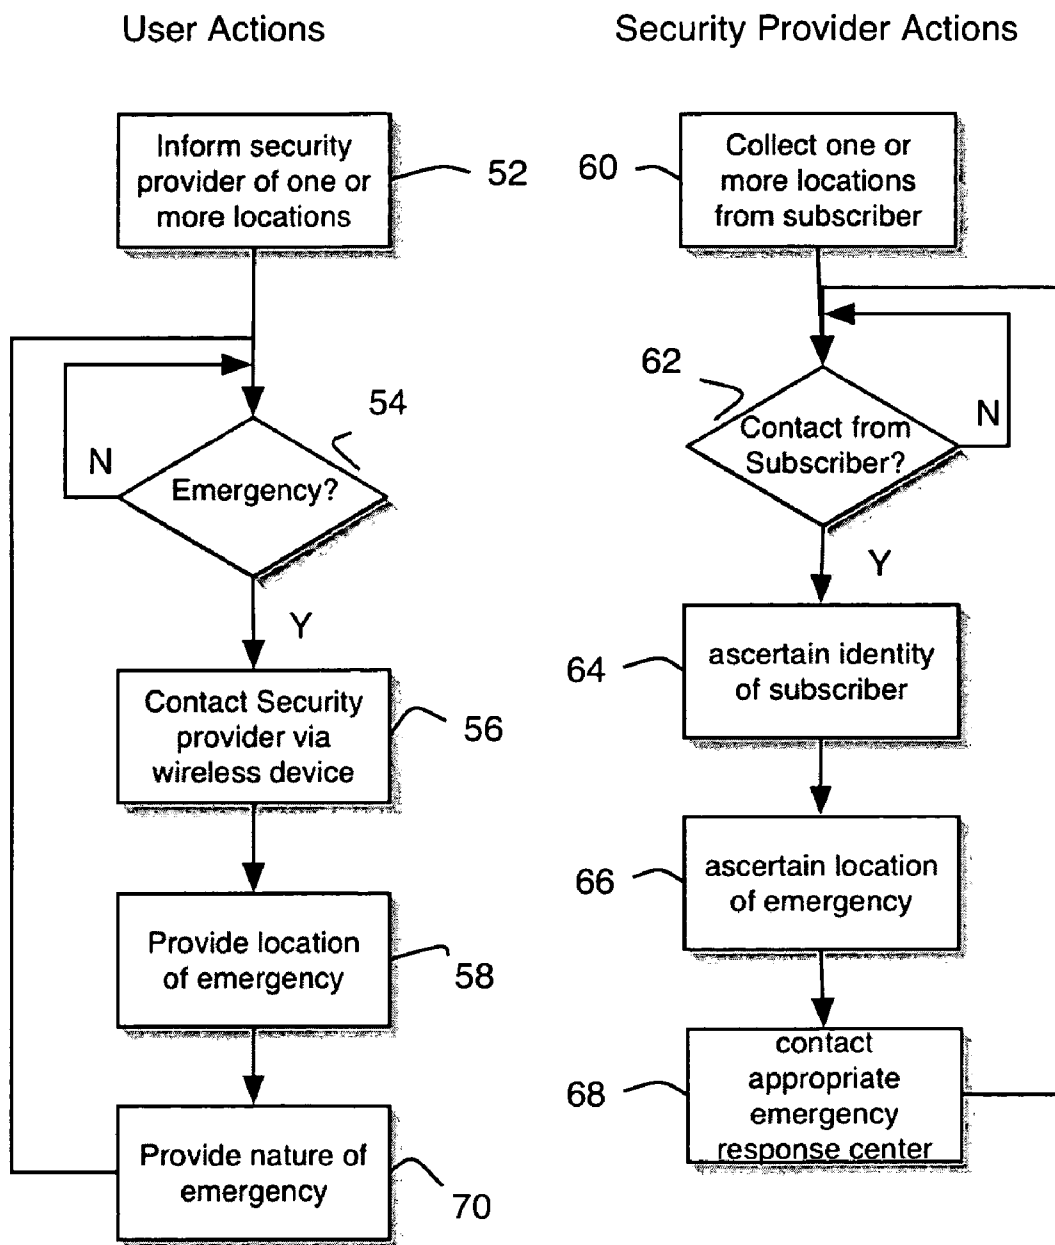 User Actions
Security Provider Actions
Inform security
provider of one or
more locations
52
Emergency?
54
N
Y
Contact Security
provider via
wireless device
56
Provide location
of emergency
58
Provide nature of
emergency
70
60
Collect one or
more locations
from subscriber
62
Contact from
Subscriber?
N
Y
64
ascertain identity
of subscriber
66
ascertain location
of emergency
68
contact
appropriate
emergency
response center